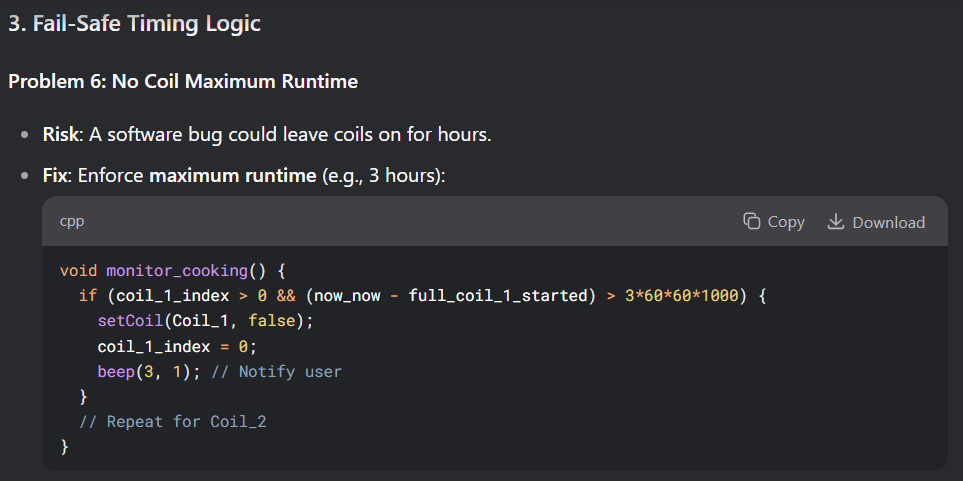 3. Fail-Safe Timing Logic
Problem 6: No Coil Maximum Runtime
Risk: A software bug could leave coils on for hours.
Fix: Enforce maximum runtime (e.g., 3 hours):
cpp Copy Download
void monitor_cooking() {
  if (coil_1_index > 0 && (now_now - full_coil_1_started) > 3*60*60*1000) {
    setCoil(Coil_1, false);
    coil_1_index = 0;
    beep(3, 1); // Notify user
  }
  // Repeat for Coil_2
}